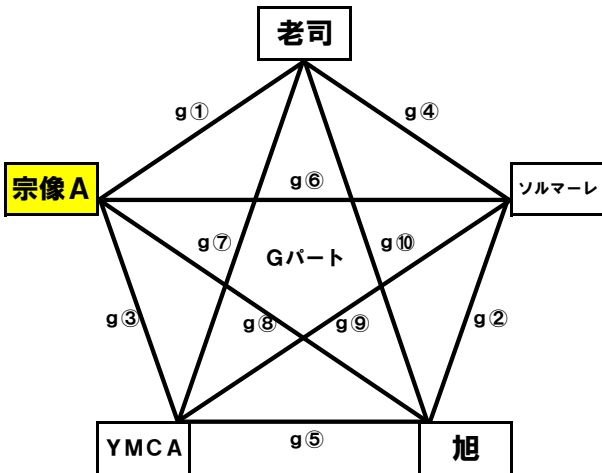 老司
g① g④
宗像A g⑥ ソルマーレ
g⑦ Gパート g⑩
g③ g⑧ g⑨ g②
YMCA g⑤ 旭